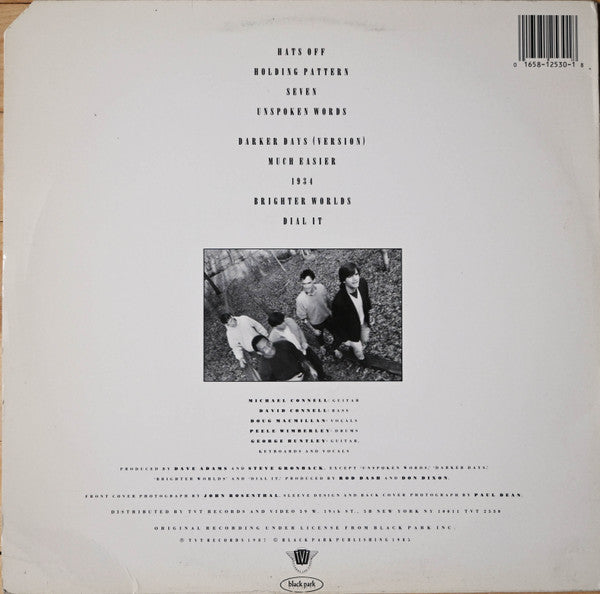 HATS OFF
0 1658-12530-1 8
HOLDING PATTERN
SEVEN
UNSPOKEN WORDS
DARKER DAYS (VERSION)
MUCH EASIER
1934
BRIGHTER WORLDS
DIAL IT
MICHAEL CONNELL: GUITAR
DAVID CONNELL: BASS
DOUG MACMILLAN: VOCALS
PEELE WIMBERLEY: DRUMS
GEORGE HUNTLEY: GUITAR,
KEYBOARDS AND VOCALS
PRODUCED BY DAVE ADAMS AND STEVE GRONBACK, EXCEPT 'UNSPOKEN WORDS,' 'DARKER DAYS,'
'BRIGHTER WORLDS' AND 'DIAL IT,' PRODUCED BY ROD DASH AND DON DIXON.
FRONT COVER PHOTOGRAPH BY JOHN ROSENTHAL, SLEEVE DESIGN AND BACK COVER PHOTOGRAPH BY PAUL DEAN.
DISTRIBUTED BY TVT RECORDS AND VIDEO 59 W. 19th ST., 5B NEW YORK NY 10011 TVT 2530
ORIGINAL RECORDING UNDER LICENSE FROM BLACK PARK INC.
Ⓟ TVT RECORDS 1987 © BLACK PARK PUBLISHING 1985
TVT
black park